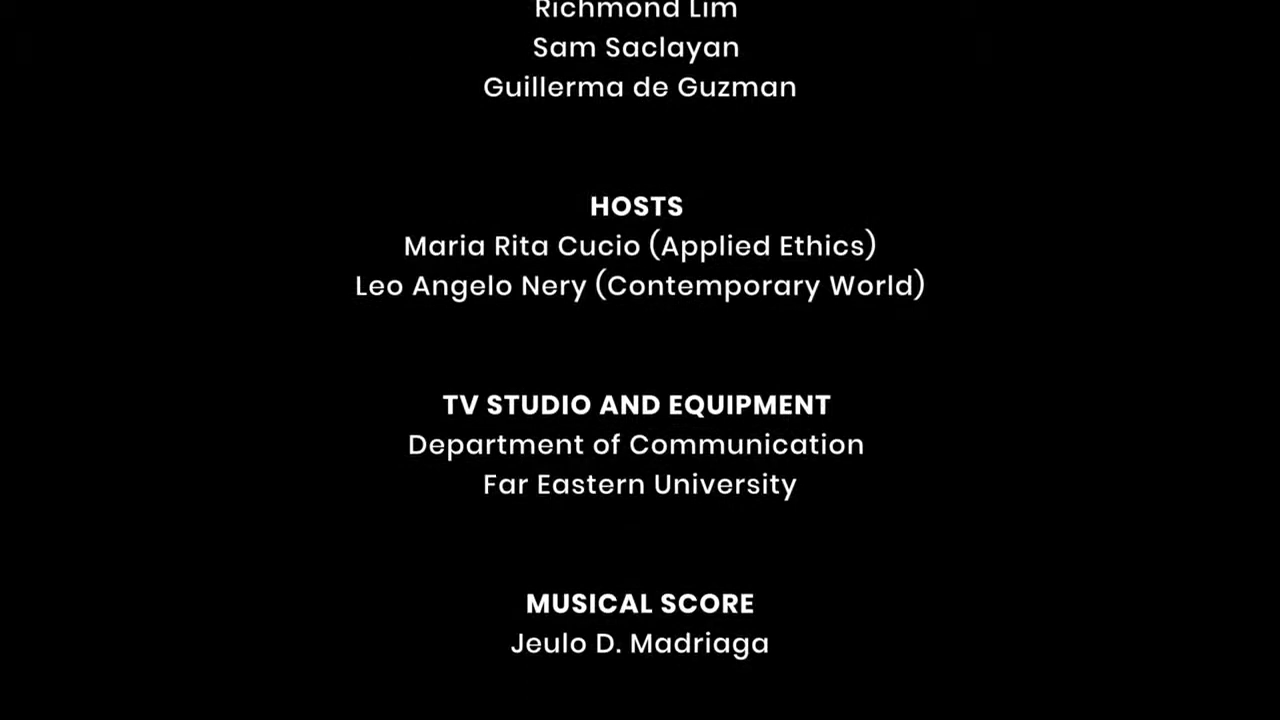 Richmond Lim
Sam Saclayan
Guillerma de Guzman
HOSTS
Maria Rita Cucio (Applied Ethics)
Leo Angelo Nery (Contemporary World)
TV STUDIO AND EQUIPMENT
Department of Communication
Far Eastern University
MUSICAL SCORE
Jeulo D. Madriaga